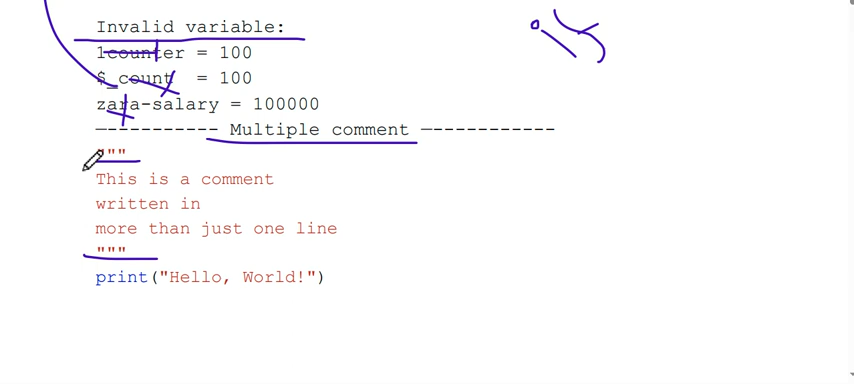 Invalid variable:
1counter = 100
$_count  = 100
zara-salary = 100000
—---------- Multiple comment —------------
"""
This is a comment
written in
more than just one line
"""
print("Hello, World!")